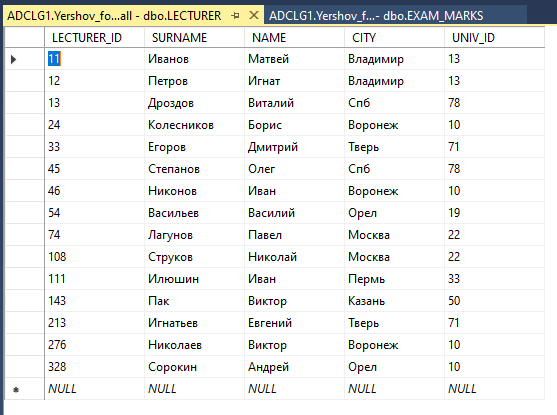 ADCLG1.Yershov_fo...all - dbo.LECTURER ADCLG1.Yershov_f...- dbo.EXAM_MARKS
LECTURER_ID SURNAME NAME CITY UNIV_ID
11 Иванов Матвей Владимир 13
12 Петров Игнат Владимир 13
13 Дроздов Виталий Спб 78
24 Колесников Борис Воронеж 10
33 Егоров Дмитрий Тверь 71
45 Степанов Олег Спб 78
46 Никонов Иван Воронеж 10
54 Васильев Василий Орел 19
74 Лагунов Павел Москва 22
108 Струков Николай Москва 22
111 Илюшин Иван Пермь 33
143 Пак Виктор Казань 50
213 Игнатьев Евгений Тверь 71
276 Николаев Виктор Воронеж 10
328 Сорокин Андрей Орел 10
NULL NULL NULL NULL NULL